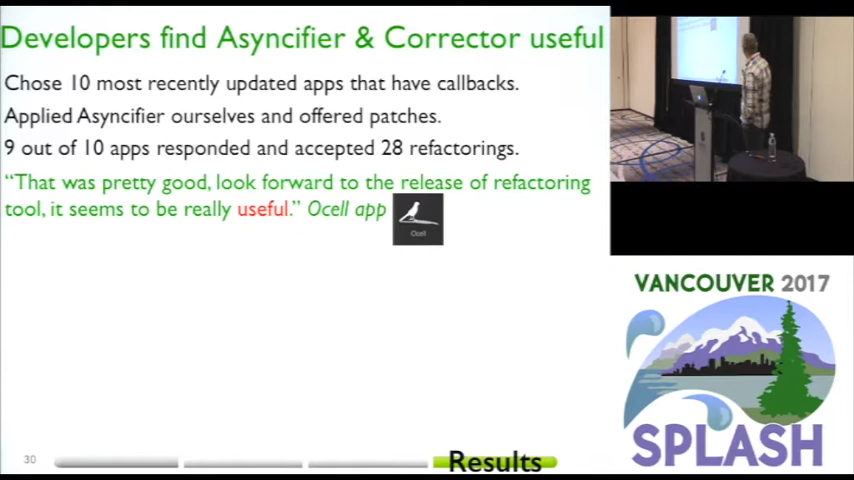 Developers find Asyncifier & Corrector useful
Chose 10 most recently updated apps that have callbacks.
Applied Asyncifier ourselves and offered patches.
9 out of 10 apps responded and accepted 28 refactorings.
“That was pretty good, look forward to the release of refactoring
tool, it seems to be really useful.” Ocell app
Ocell
30
Results
VANCOUVER 2017
SPLASH